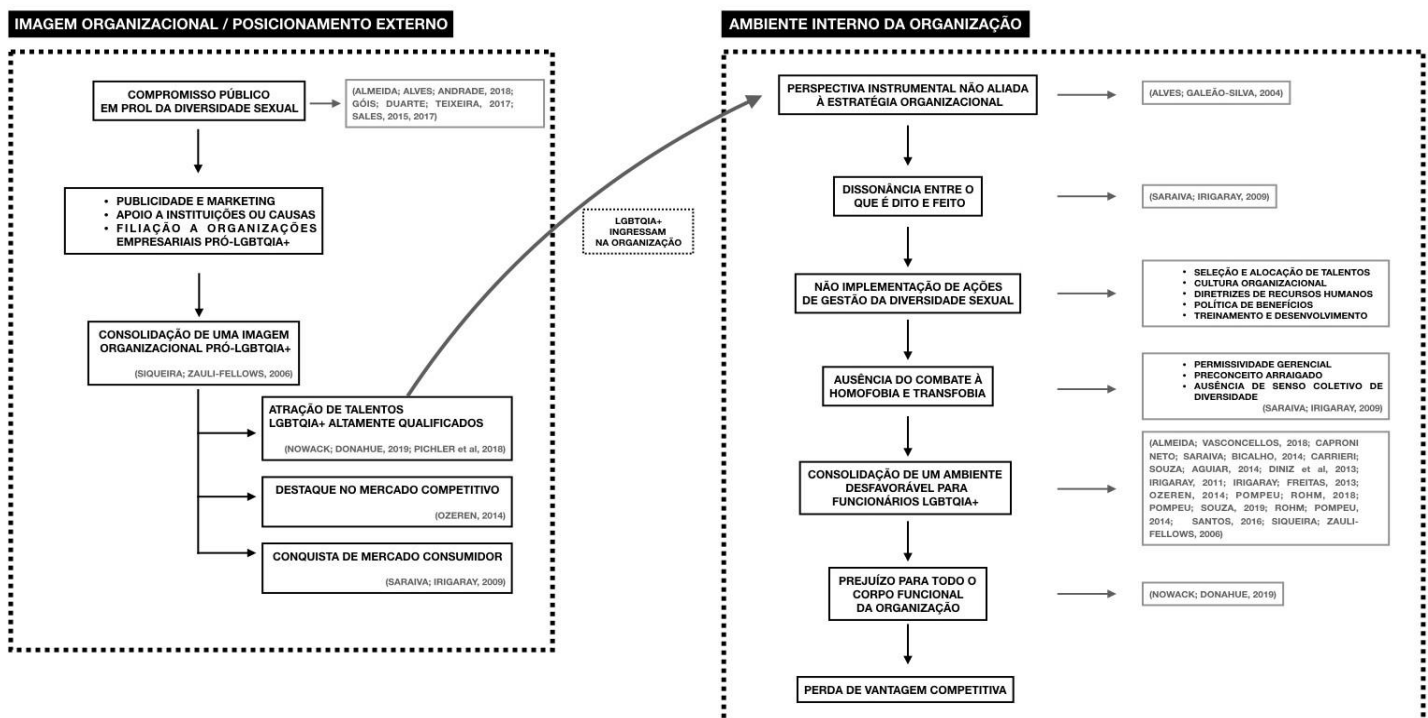 IMAGEM ORGANIZACIONAL / POSICIONAMENTO EXTERNO
COMPROMISSO PÚBLICO
EM PROL DA DIVERSIDADE SEXUAL
(ALMEIDA; ALVES; ANDRADE, 2018;
GÓIS; DUARTE; TEIXEIRA, 2017;
SALES, 2015, 2017)
• PUBLICIDADE E MARKETING
• APOIO A INSTITUIÇÕES OU CAUSAS
• FILIAÇÃO A ORGANIZAÇÕES
EMPRESARIAIS PRÓ-LGBTQIA+
CONSOLIDAÇÃO DE UMA IMAGEM
ORGANIZACIONAL PRÓ-LGBTQIA+
(SIQUEIRA; ZAULI-FELLOWS, 2006)
ATRAÇÃO DE TALENTOS
LGBTQIA+ ALTAMENTE QUALIFICADOS
(NOWACK; DONAHUE, 2019; PICHLER et al, 2018)
DESTAQUE NO MERCADO COMPETITIVO
(OZEREN, 2014)
CONQUISTA DE MERCADO CONSUMIDOR
(SARAIVA; IRIGARAY, 2009)
LGBTQIA+
INGRESSAM
NA ORGANIZAÇÃO
AMBIENTE INTERNO DA ORGANIZAÇÃO
PERSPECTIVA INSTRUMENTAL NÃO ALIADA
À ESTRATÉGIA ORGANIZACIONAL
(ALVES; GALEÃO-SILVA, 2004)
DISSONÂNCIA ENTRE O
QUE É DITO E FEITO
(SARAIVA; IRIGARAY, 2009)
NÃO IMPLEMENTAÇÃO DE AÇÕES
DE GESTÃO DA DIVERSIDADE SEXUAL
• SELEÇÃO E ALOCAÇÃO DE TALENTOS
• CULTURA ORGANIZACIONAL
• DIRETRIZES DE RECURSOS HUMANOS
• POLÍTICA DE BENEFÍCIOS
• TREINAMENTO E DESENVOLVIMENTO
AUSÊNCIA DO COMBATE À
HOMOFOBIA E TRANSFOBIA
• PERMISSIVIDADE GERENCIAL
• PRECONCEITO ARRAIGADO
• AUSÊNCIA DE SENSO COLETIVO DE
DIVERSIDADE
(SARAIVA; IRIGARAY, 2009)
CONSOLIDAÇÃO DE UM AMBIENTE
DESFAVORÁVEL PARA
FUNCIONÁRIOS LGBTQIA+
(ALMEIDA; VASCONCELLOS, 2018; CAPRONI
NETO; SARAIVA; BICALHO, 2014; CARRIERI;
SOUZA; AGUIAR, 2014; DINIZ et al, 2013;
IRIGARAY, 2011; IRIGARAY; FREITAS, 2013;
OZEREN, 2014; POMPEU; ROHM, 2018;
POMPEU; SOUZA, 2019; ROHM; POMPEU,
2014; SANTOS, 2016; SIQUEIRA; ZAULI-
FELLOWS, 2006)
PREJUÍZO PARA TODO O
CORPO FUNCIONAL
DA ORGANIZAÇÃO
(NOWACK; DONAHUE, 2019)
PERDA DE VANTAGEM COMPETITIVA